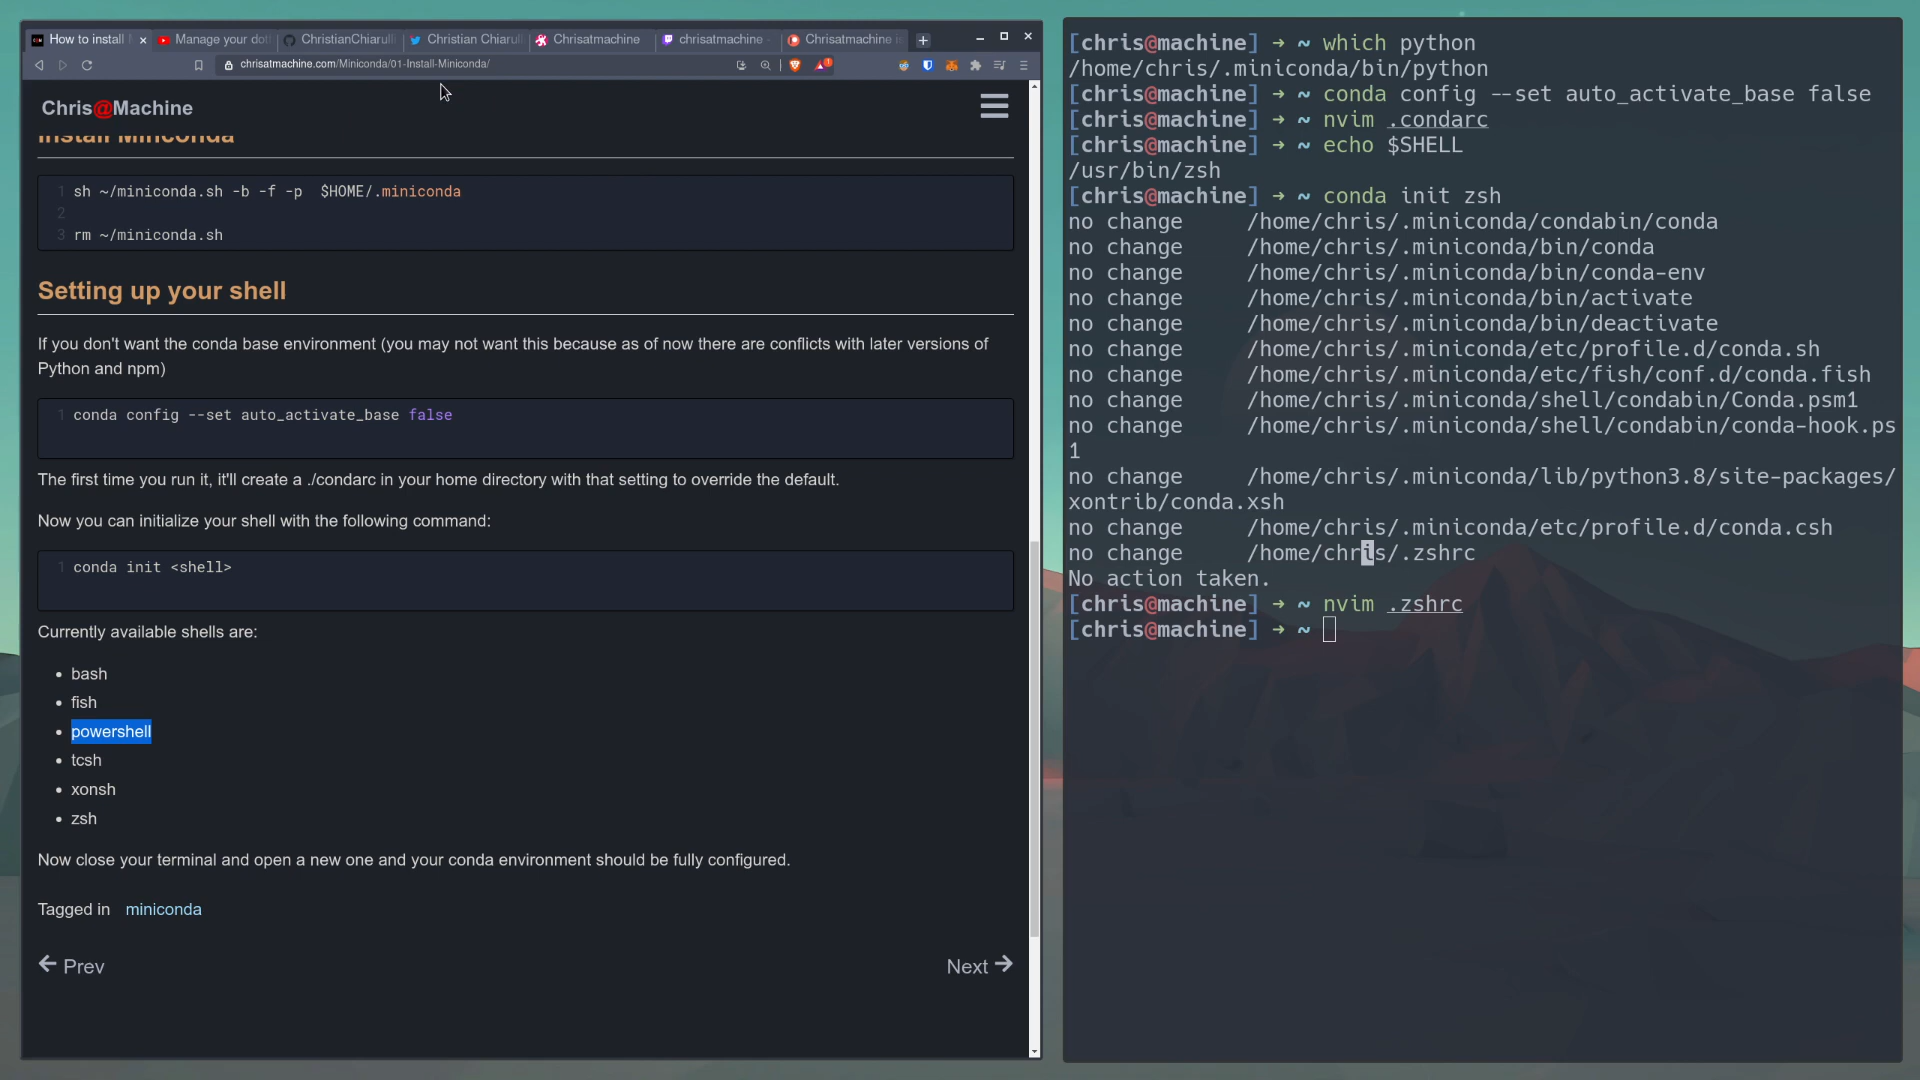 How to install
Manage your dot
ChristianChiarulli
Christian Chiarull
Chrisatmachine
chrisatmachine -
Chrisatmachine i
chrisatmachine.com/Miniconda/01-Install-Miniconda/
1
Chris@Machine
Install Minconda
1 sh ~/miniconda.sh -b -f -p $HOME/.miniconda
2
3 rm ~/miniconda.sh
Setting up your shell
If you don't want the conda base environment (you may not want this because as of now there are conflicts with later versions of
Python and npm)
1 conda config --set auto_activate_base false
The first time you run it, it'll create a ./condarc in your home directory with that setting to override the default.
Now you can initialize your shell with the following command:
1 conda init <shell>
Currently available shells are:
• bash
• fish
• powershell
• tcsh
• xonsh
• zsh
Now close your terminal and open a new one and your conda environment should be fully configured.
Tagged in miniconda
← Prev
Next →
[chris@machine] → ~ which python
/home/chris/.miniconda/bin/python
[chris@machine] → ~ conda config --set auto_activate_base false
[chris@machine] → ~ nvim .condarc
[chris@machine] → ~ echo $SHELL
/usr/bin/zsh
[chris@machine] → ~ conda init zsh
no change /home/chris/.miniconda/condabin/conda
no change /home/chris/.miniconda/bin/conda
no change /home/chris/.miniconda/bin/conda-env
no change /home/chris/.miniconda/bin/activate
no change /home/chris/.miniconda/bin/deactivate
no change /home/chris/.miniconda/etc/profile.d/conda.sh
no change /home/chris/.miniconda/etc/fish/conf.d/conda.fish
no change /home/chris/.miniconda/shell/condabin/Conda.psm1
no change /home/chris/.miniconda/shell/condabin/conda-hook.ps
1
no change /home/chris/.miniconda/lib/python3.8/site-packages/
xontrib/conda.xsh
no change /home/chris/.miniconda/etc/profile.d/conda.csh
no change /home/chris/.zshrc
No action taken.
[chris@machine] → ~ nvim .zshrc
[chris@machine] → ~